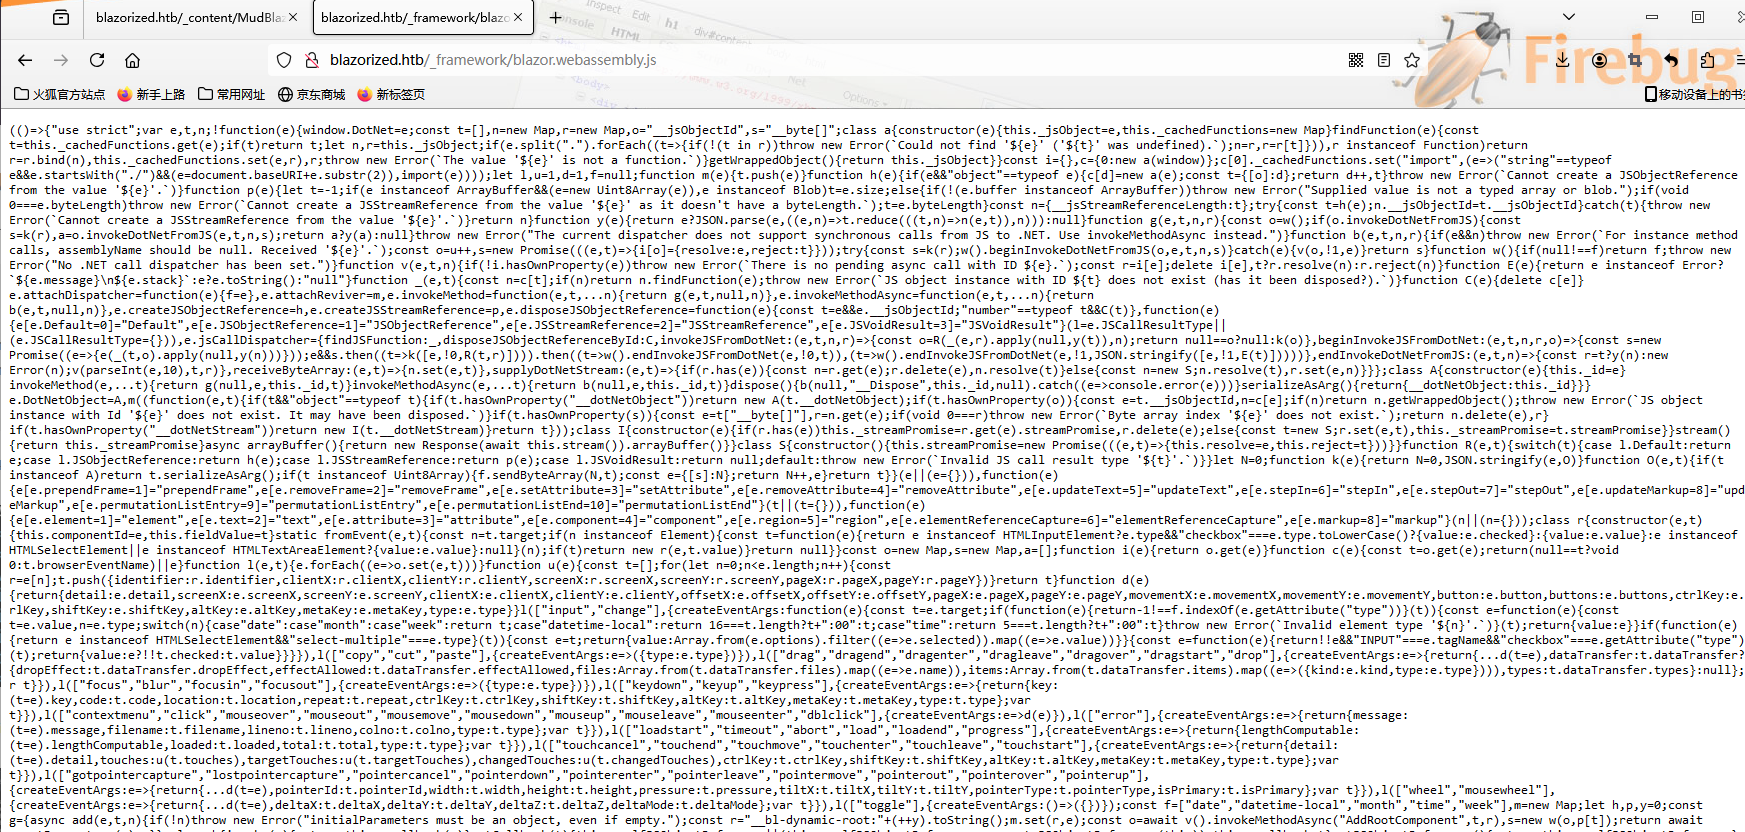 blazorized.htb/_content/MudBla
blazorized.htb/_framework/blazo
blazorized.htb/_framework/blazor.webassembly.js
Firebug
火狐官方站点
新手上路
常用网址
京东商城
新标签页
移动设备上的书
(()=>{"use strict";var e,t,n;!function(e){window.DotNet=e;const t=[],n=new Map,r=new Map,o="__jsObjectId",s="__byte[]";class a{constructor(e){this._jsObject=e,this._cachedFunctions=new Map}findFunction(e){const
t=this._cachedFunctions.get(e);if(t)return t;let n,r=this._jsObject;if(e.split(".").forEach((t=>{if(!(t in r))throw new Error(`Could not find '${e}' ('${t}' was undefined).`);n=r,r=r[t]})),r instanceof Function)return
r=r.bind(n),this._cachedFunctions.set(e,r),r;throw new Error(`The value '${e}' is not a function.`)}getWrappedObject(){return this._jsObject}}const i={},c={0:new a(window)};c[0]._cachedFunctions.set("import",(e=>("string"==typeof
e&&e.startsWith("./")&&(e=document.baseURI+e.substr(2)),import(e))));let l,u=1,d=1,f=null;function m(e){t.push(e)}function h(e){if(e&&"object"==typeof e){c[d]=new a(e);const t={[o]:d};return d++,t}throw new Error(`Cannot create a JSObjectReference
from the value '${e}'.`)}function p(e){let t=-1;if(e instanceof ArrayBuffer&&(e=new Uint8Array(e)),e instanceof Blob)t=e.size;else{if(!(e.buffer instanceof ArrayBuffer))throw new Error("Supplied value is not a typed array or blob.");if(void
0===e.byteLength)throw new Error(`Cannot create a JSStreamReference from the value '${e}' as it doesn't have a byteLength.`);t=e.byteLength}const n={__jsStreamReferenceLength:t};try{const t=h(e);n.__jsObjectId=t.__jsObjectId}catch(t){throw new
Error(`Cannot create a JSStreamReference from the value '${e}'.`)}return n}function y(e){return e?JSON.parse(e,((e,n)=>t.reduce(((t,n)=>n(e,t)),n))):null}function g(e,t,n,r){const o=w();if(o.invokeDotNetFromJS){const
s=k(r),a=o.invokeDotNetFromJS(e,t,n,s);return a?y(a):null}throw new Error("The current dispatcher does not support synchronous calls from JS to .NET. Use invokeMethodAsync instead.")}function b(e,t,n,r){if(e&&n)throw new Error(`For instance method
calls, assemblyName should be null. Received '${e}'.`);const o=u++,s=new Promise(((e,t)=>{i[o]={resolve:e,reject:t}}));try{const s=k(r);w().beginInvokeDotNetFromJS(o,e,t,n,s)}catch(e){v(o,!1,e)}return s}function w(){if(null!==f)return f;throw new
Error("No .NET call dispatcher has been set.")}function v(e,t,n){if(!i.hasOwnProperty(e))throw new Error(`There is no pending async call with ID ${e}.`);const r=i[e];delete i[e],t?r.resolve(n):r.reject(n)}function E(e){return e instanceof Error?
`${e.message}\n${e.stack}`:e?e.toString():"null"}function _(e,t){const n=c[t];if(n)return n.findFunction(e);throw new Error(`JS object instance with ID ${t} does not exist (has it been disposed?).`)}function C(e){delete c[e]}
e.attachDispatcher=function(e){f=e},e.attachReviver=m,e.invokeMethod=function(e,t,...n){return g(e,t,null,n)},e.invokeMethodAsync=function(e,t,...n){return
b(e,t,null,n)},e.createJSObjectReference=h,e.createJSStreamReference=p,e.disposeJSObjectReference=function(e){const t=e&&e.__jsObjectId;"number"==typeof t&&C(t)},function(e)
{e[e.Default=0]="Default",e[e.JSObjectReference=1]="JSObjectReference",e[e.JSStreamReference=2]="JSStreamReference",e[e.JSVoidResult=3]="JSVoidResult"}(l=e.JSCallResultType||
(e.JSCallResultType={})),e.jsCallDispatcher={findJSFunction:_,disposeJSObjectReferenceById:C,invokeJSFromDotNet:(e,t,n,r)=>{const o=R(_(e,r).apply(null,y(t)),n);return null==o?null:k(o)},beginInvokeJSFromDotNet:(e,t,n,r,o)=>{const s=new
Promise((e=>{e(_(t,o).apply(null,y(n)))}));e&&s.then((t=>k([e,!0,R(t,r)]))).then((t=>w().endInvokeJSFromDotNet(e,!0,t)),(t=>w().endInvokeJSFromDotNet(e,!1,JSON.stringify([e,!1,E(t)]))))},endInvokeDotNetFromJS:(e,t,n)=>{const r=t?y(n):new
Error(n);v(parseInt(e,10),t,r)},receiveByteArray:(e,t)=>{n.set(e,t)},supplyDotNetStream:(e,t)=>{if(r.has(e)){const n=r.get(e);r.delete(e),n.resolve(t)}else{const n=new S;n.resolve(t),r.set(e,n)}}};class A{constructor(e){this._id=e}
invokeMethod(e,...t){return g(null,e,this._id,t)}invokeMethodAsync(e,...t){return b(null,e,this._id,t)}dispose(){b(null,"__Dispose",this._id,null).catch((e=>console.error(e)))}serializeAsArg(){return{__dotNetObject:this._id}}}
e.DotNetObject=A,m((function(e,t){if(t&&"object"==typeof t){if(t.hasOwnProperty("__dotNetObject"))return new A(t.__dotNetObject);if(t.hasOwnProperty(o)){const e=t.__jsObjectId,n=c[e];if(n)return n.getWrappedObject();throw new Error(`JS object
instance with Id '${e}' does not exist. It may have been disposed.`)}if(t.hasOwnProperty(s)){const e=t["__byte[]"],r=n.get(e);if(void 0===r)throw new Error(`Byte array index '${e}' does not exist.`);return n.delete(e),r}
if(t.hasOwnProperty("__dotNetStream"))return new I(t.__dotNetStream)}return t}));class I{constructor(e){if(r.has(e))this._streamPromise=r.get(e).streamPromise,r.delete(e);else{const t=new S;r.set(e,t),this._streamPromise=t.streamPromise}}stream()
{return this._streamPromise}async arrayBuffer(){return new Response(await this.stream()).arrayBuffer()}}class S{constructor(){this.streamPromise=new Promise(((e,t)=>{this.resolve=e,this.reject=t}))}}function R(e,t){switch(t){case l.Default:return
e;case l.JSObjectReference:return h(e);case l.JSStreamReference:return p(e);case l.JSVoidResult:return null;default:throw new Error(`Invalid JS call result type '${t}'.`)}}let N=0;function k(e){return N=0,JSON.stringify(e,O)}function O(e,t){if(t
instanceof A)return t.serializeAsArg();if(t instanceof Uint8Array){f.sendByteArray(N,t);const e={[s]:N};return N++,e}return t}}(e||(e={})),function(e)
{e[e.prependFrame=1]="prependFrame",e[e.removeFrame=2]="removeFrame",e[e.setAttribute=3]="setAttribute",e[e.removeAttribute=4]="removeAttribute",e[e.updateText=5]="updateText",e[e.stepIn=6]="stepIn",e[e.stepOut=7]="stepOut",e[e.updateMarkup=8]="upd
eMarkup",e[e.permutationListEntry=9]="permutationListEntry",e[e.permutationListEnd=10]="permutationListEnd"}(t||(t={})),function(e)
{e[e.element=1]="element",e[e.text=2]="text",e[e.attribute=3]="attribute",e[e.component=4]="component",e[e.region=5]="region",e[e.elementReferenceCapture=6]="elementReferenceCapture",e[e.markup=8]="markup"}(n||(n={}));class r{constructor(e,t)
{this.componentId=e,this.fieldValue=t}static fromEvent(e,t){const n=t.target;if(n instanceof Element){const t=function(e){return e instanceof HTMLInputElement?e.type&&"checkbox"===e.type.toLowerCase()?{value:e.checked}:{value:e.value}:e instanceof
HTMLSelectElement||e instanceof HTMLTextAreaElement?{value:e.value}:null}(n);if(t)return new r(e,t.value)}return null}}const o=new Map,s=new Map,a=[];function i(e){return o.get(e)}function c(e){const t=o.get(e);return(null==t?void
0:t.browserEventName)||e}function l(e,t){e.forEach((e=>o.set(e,t)))}function u(e){const t=[];for(let n=0;n<e.length;n++){const
r=e[n];t.push({identifier:r.identifier,clientX:r.clientX,clientY:r.clientY,screenX:r.screenX,screenY:r.screenY,pageX:r.pageX,pageY:r.pageY})}return t}function d(e)
{return{detail:e.detail,screenX:e.screenX,screenY:e.screenY,clientX:e.clientX,clientY:e.clientY,offsetX:e.offsetX,offsetY:e.offsetY,pageX:e.pageX,pageY:e.pageY,movementX:e.movementX,movementY:e.movementY,button:e.button,buttons:e.buttons,ctrlKey:e.
rlKey,shiftKey:e.shiftKey,altKey:e.altKey,metaKey:e.metaKey,type:e.type}}l(["input","change"],{createEventArgs:function(e){const t=e.target;if(function(e){return-1!==f.indexOf(e.getAttribute("type"))}(t)){const e=function(e){const
t=e.value,n=e.type;switch(n){case"date":case"month":case"week":return t;case"datetime-local":return 16===t.length?t+":00":t;case"time":return 5===t.length?t+":00":t}throw new Error(`Invalid element type '${n}'.`)}(t);return{value:e}}if(function(e)
{return e instanceof HTMLSelectElement&&"select-multiple"===e.type}(t)){const e=t;return{value:Array.from(e.options).filter((e=>e.selected)).map((e=>e.value))}}{const e=function(e){return!!e&&"INPUT"===e.tagName&&"checkbox"===e.getAttribute("type")
(t);return{value:e?!!t.checked:t.value}}}}),l(["copy","cut","paste"],{createEventArgs:e=>({type:e.type})}),l(["drag","dragend","dragenter","dragleave","dragover","dragstart","drop"],{createEventArgs:e=>{return{...d(t=e),dataTransfer:t.dataTransfer?
{dropEffect:t.dataTransfer.dropEffect,effectAllowed:t.dataTransfer.effectAllowed,files:Array.from(t.dataTransfer.files).map((e=>e.name)),items:Array.from(t.dataTransfer.items).map((e=>({kind:e.kind,type:e.type}))),types:t.dataTransfer.types}:null};
r t}}),l(["focus","blur","focusin","focusout"],{createEventArgs:e=>({type:e.type})}),l(["keydown","keyup","keypress"],{createEventArgs:e=>{return{key:
(t=e).key,code:t.code,location:t.location,repeat:t.repeat,ctrlKey:t.ctrlKey,shiftKey:t.shiftKey,altKey:t.altKey,metaKey:t.metaKey,type:t.type};var
t}}),l(["contextmenu","click","mouseover","mouseout","mousemove","mousedown","mouseup","mouseleave","mouseenter","dblclick"],{createEventArgs:e=>d(e)}),l(["error"],{createEventArgs:e=>{return{message:
(t=e).message,filename:t.filename,lineno:t.lineno,colno:t.colno,type:t.type};var t}}),l(["loadstart","timeout","abort","load","loadend","progress"],{createEventArgs:e=>{return{lengthComputable:
(t=e).lengthComputable,loaded:t.loaded,total:t.total,type:t.type};var t}}),l(["touchcancel","touchend","touchmove","touchenter","touchleave","touchstart"],{createEventArgs:e=>{return{detail:
(t=e).detail,touches:u(t.touches),targetTouches:u(t.targetTouches),changedTouches:u(t.changedTouches),ctrlKey:t.ctrlKey,shiftKey:t.shiftKey,altKey:t.altKey,metaKey:t.metaKey,type:t.type};var
t}}),l(["gotpointercapture","lostpointercapture","pointercancel","pointerdown","pointerenter","pointerleave","pointermove","pointerout","pointerover","pointerup"],
{createEventArgs:e=>{return{...d(t=e),pointerId:t.pointerId,width:t.width,height:t.height,pressure:t.pressure,tiltX:t.tiltX,tiltY:t.tiltY,pointerType:t.pointerType,isPrimary:t.isPrimary};var t}}),l(["wheel","mousewheel"],
{createEventArgs:e=>{return{...d(t=e),deltaX:t.deltaX,deltaY:t.deltaY,deltaZ:t.deltaZ,deltaMode:t.deltaMode};var t}}),l(["toggle"],{createEventArgs:()=>({})});const f=["date","datetime-local","month","time","week"],m=new Map;let h,p,y=0;const
g={async add(e,t,n){if(!n)throw new Error("initialParameters must be an object, even if empty.");const r="__bl-dynamic-root:"+(++y).toString();m.set(r,e);const o=await v().invokeMethodAsync("AddRootComponent",t,r),s=new w(o,p[t]);return await